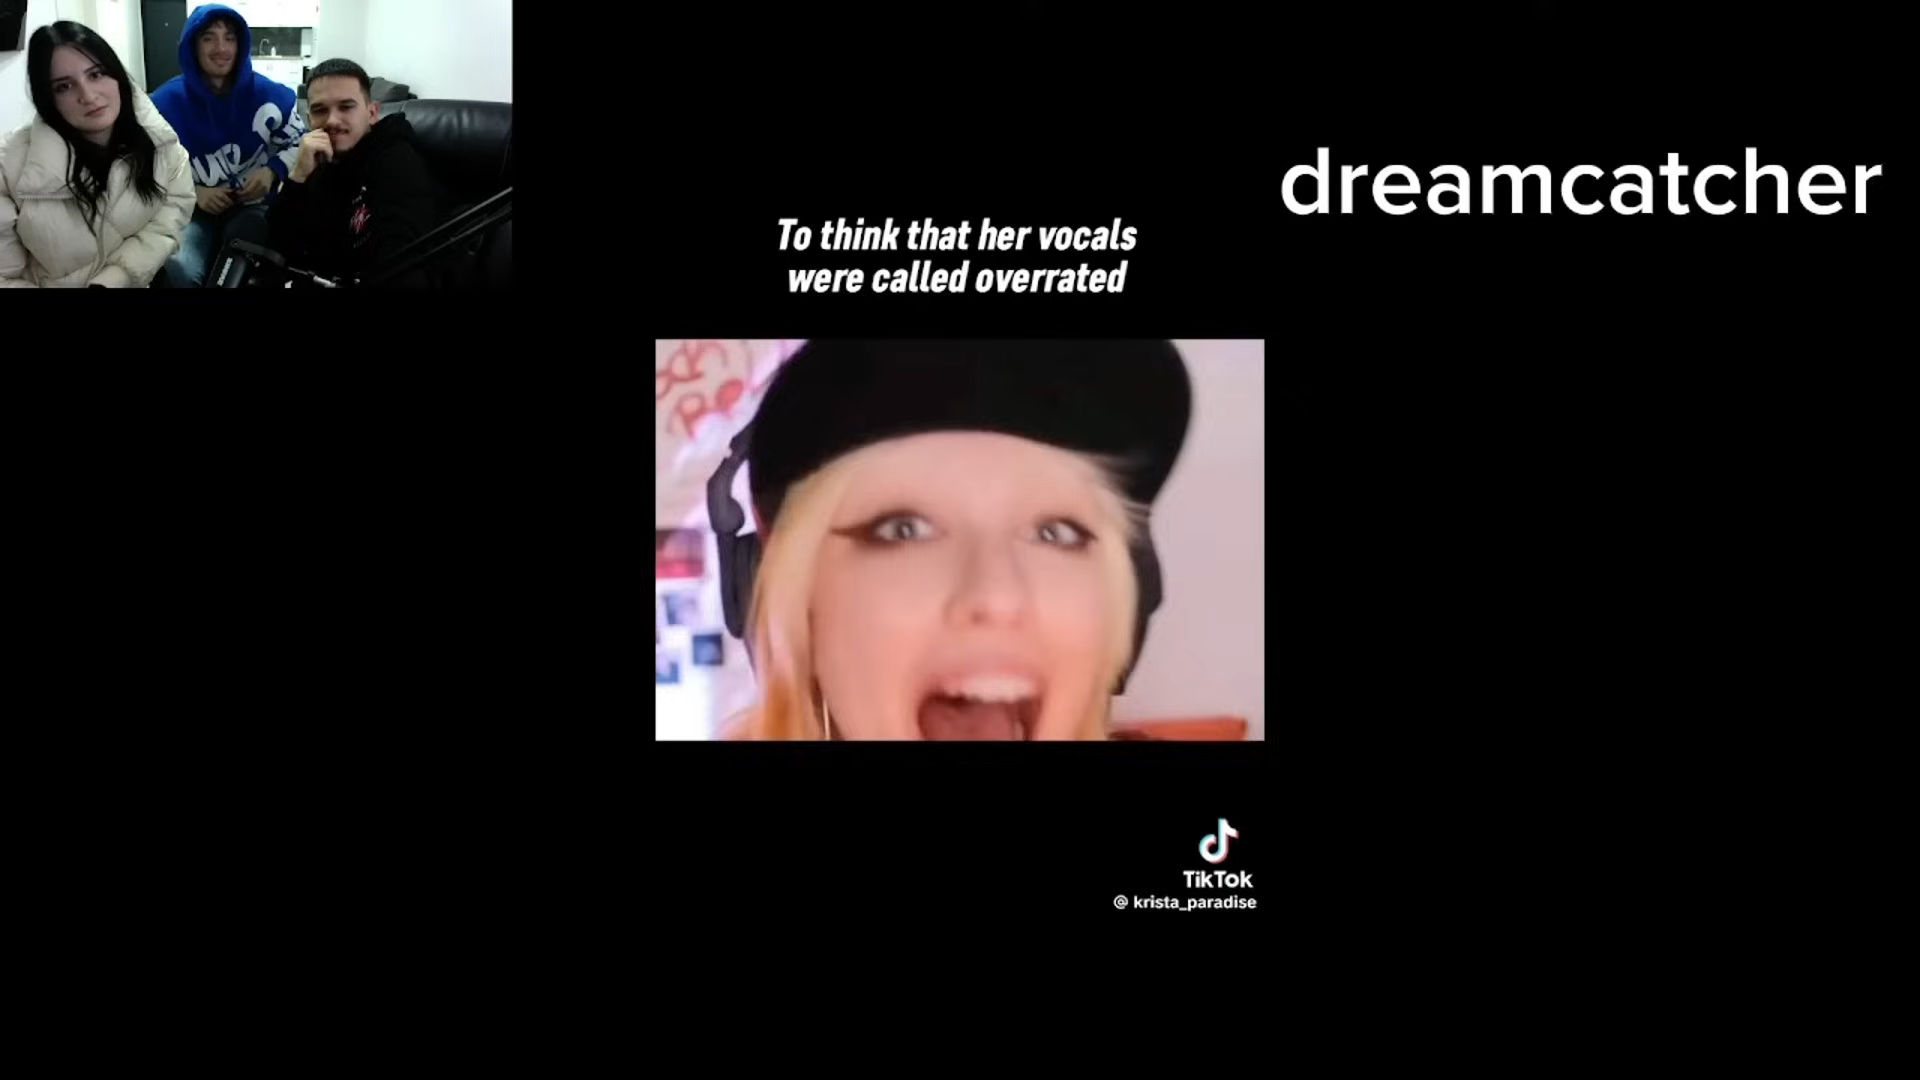 dreamcatcher
To think that her vocals
were called overrated
TikTok
@ krista_paradise